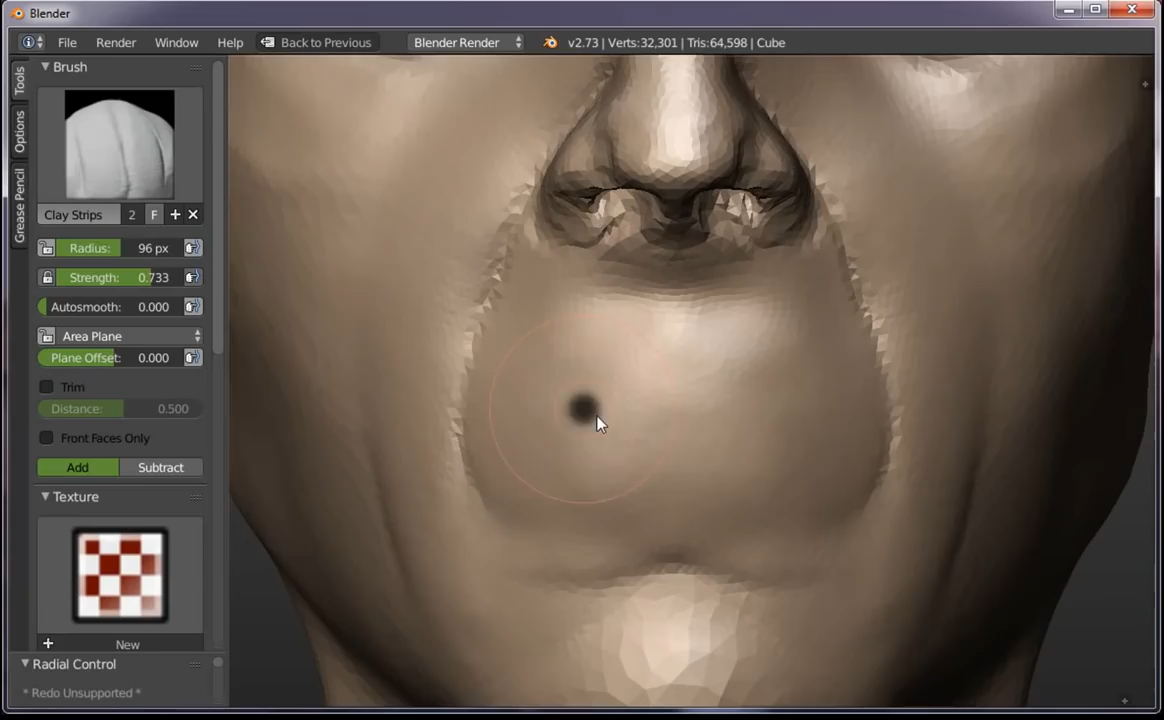 Blender
File Render Window Help Back to Previous Blender Render v2.73 | Verts:32,301 | Tris:64,598 | Cube
Tools
Options
Grease Pencil
Brush
Clay Strips 2 F
Radius: 96 px
Strength: 0.733
Autosmooth: 0.000
Area Plane
Plane Offset: 0.000
Trim
Distance: 0.500
Front Faces Only
Add Subtract
Texture
New
Radial Control
* Redo Unsupported *